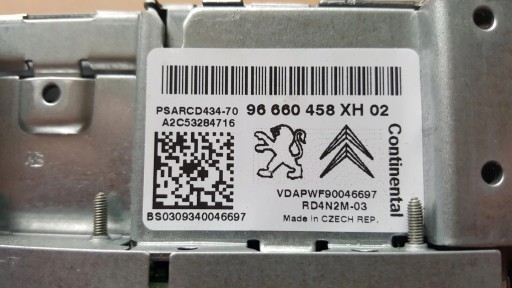 PSARCD434-70 96 660 458 XH 02
A2C53284716
Continental
VDAPWF90046697
RD4N2M-03
BS0309340046697
Made in CZECH REP.